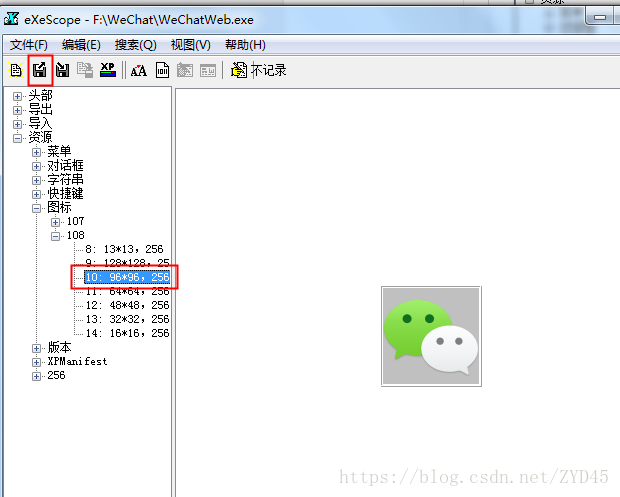 资源
eXeScope - F:\WeChat\WeChatWeb.exe
文件(F) 编辑(E) 搜索(Q) 视图(V) 帮助(H)
XP 不记录
头部
导出
导入
资源
菜单
对话框
字符串
快捷键
图标
107
108
8: 13*13, 256
9: 128*128, 25
10: 96*96, 256
11: 64*64, 256
12: 48*48, 256
13: 32*32, 256
14: 16*16, 256
版本
XPManifest
256
https://blog.csdn.net/ZYD45